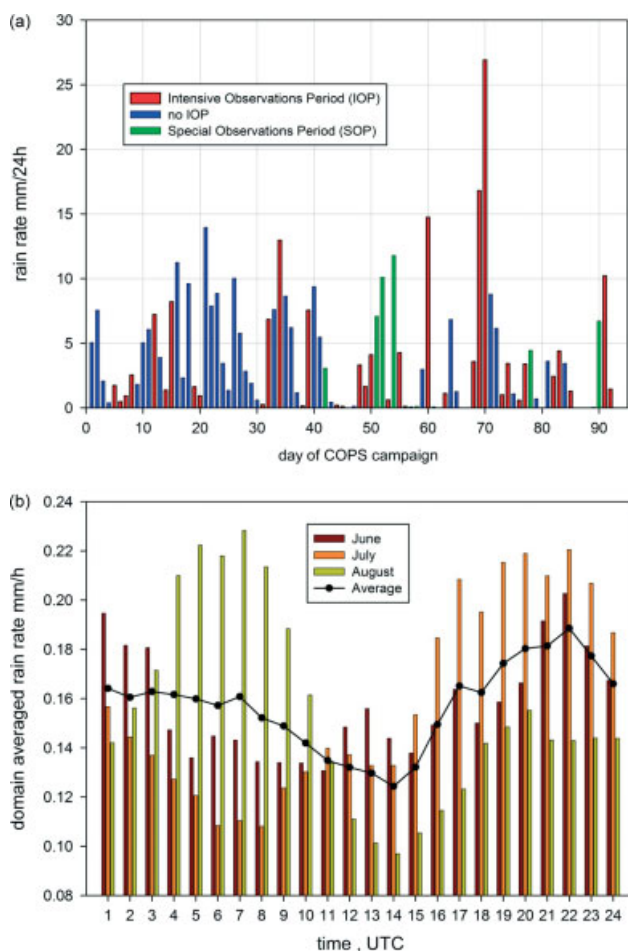 (a)
30
25
20
15
10
5
0
rain rate mm/24h
Intensive Observations Period (IOP)
no IOP
Special Observations Period (SOP)
0 10 20 30 40 50 60 70 80 90
day of COPS campaign
(b)
0.24
0.22
0.20
0.18
0.16
0.14
0.12
0.10
0.08
domain averaged rain rate mm/h
June
July
August
Average
1 2 3 4 5 6 7 8 9 10 11 12 13 14 15 16 17 18 19 20 21 22 23 24
time , UTC